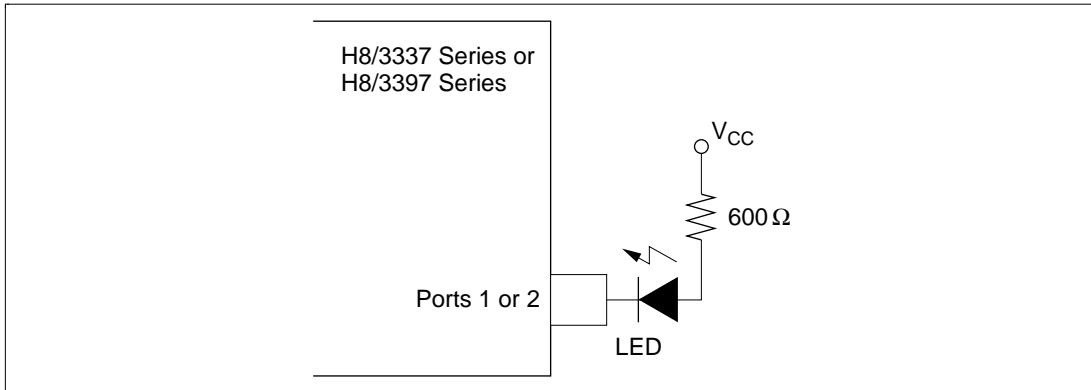 H8/3337 Series or
H8/3397 Series
VCC
600 Ω
Ports 1 or 2
LED